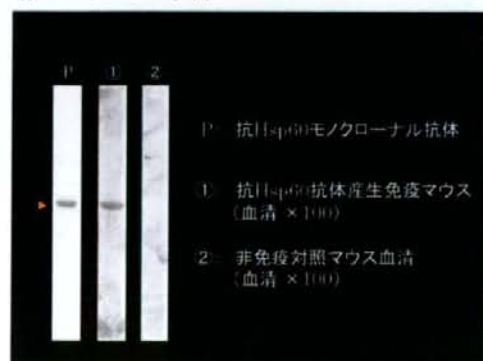 P ① 2
P: 抗Hsp60モノクローナル抗体
①: 抗Hsp60抗体産生免疫マウス
(血清 ×100)
2: 非免疫対照マウス血清
(血清 ×100)